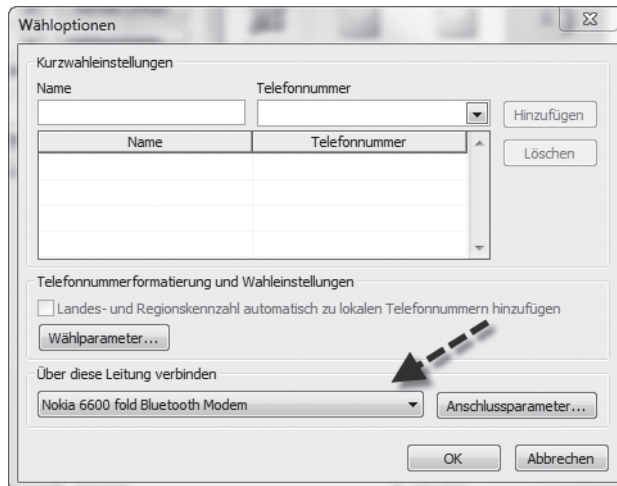 Wähloptionen
Kurzwahleinstellungen
Name Telefonnummer
Hinzufügen
Name Telefonnummer
Löschen
Telefonnummerformatierung und Wahleinstellungen
Landes- und Regionskennzahl automatisch zu lokalen Telefonnummern hinzufügen
Wählparameter...
Über diese Leitung verbinden
Nokia 6600 fold Bluetooth Modem Anschlussparameter...
OK Abbrechen